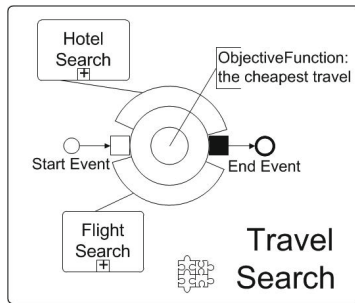 Hotel
Search
ObjectiveFunction:
the cheapest travel
Start Event
End Event
Flight
Search
Travel
Search